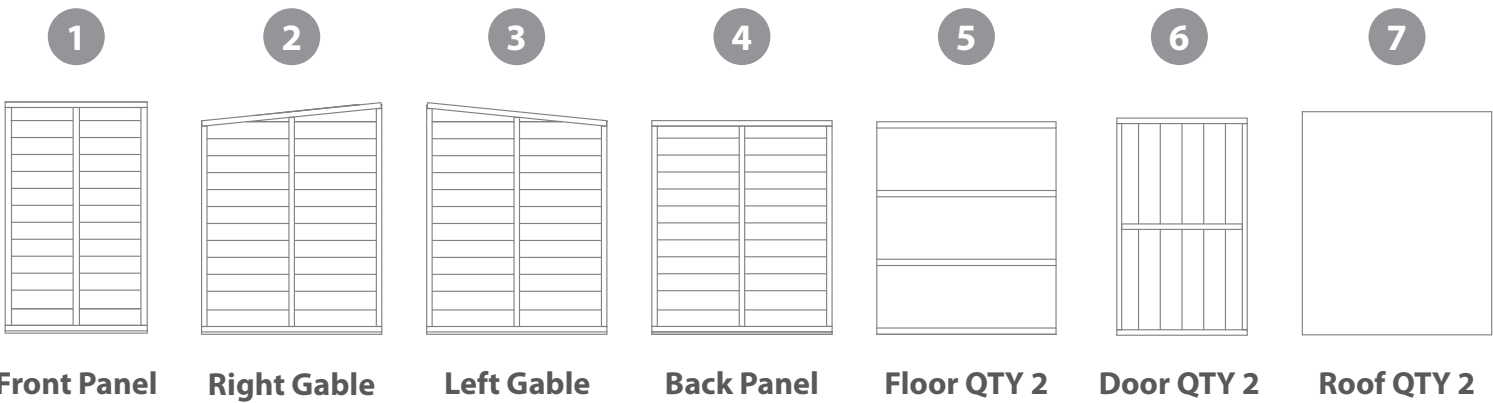 1 2 3 4 5 6 7
Front Panel Right Gable Left Gable Back Panel Floor QTY 2 Door QTY 2 Roof QTY 2